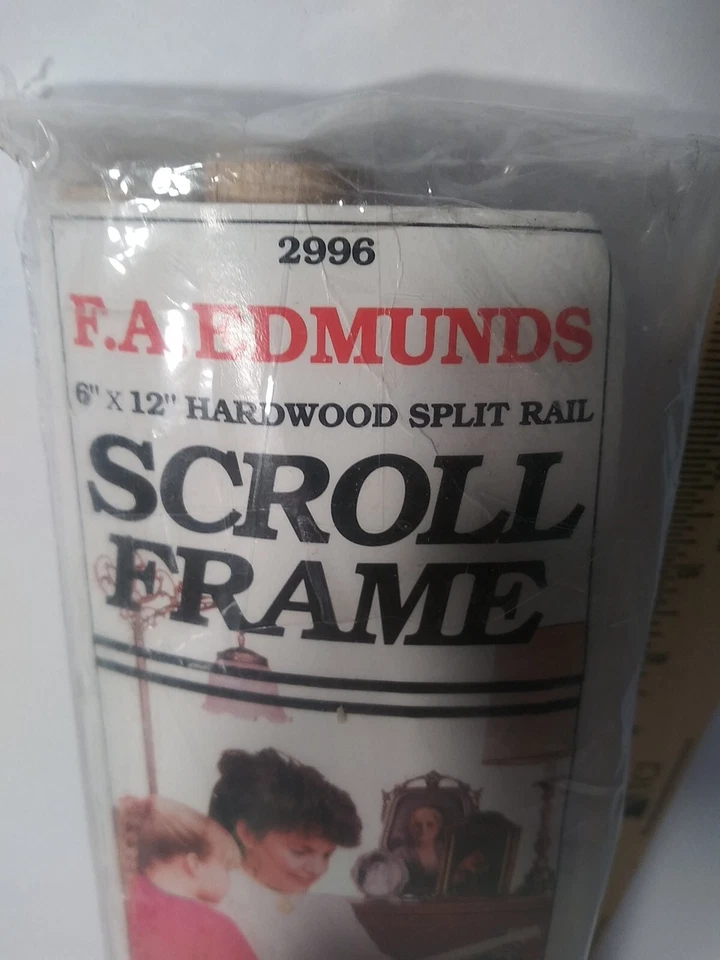 2996
F.A. EDMUNDS
6" X 12" HARDWOOD SPLIT RAIL
SCROLL
FRAME